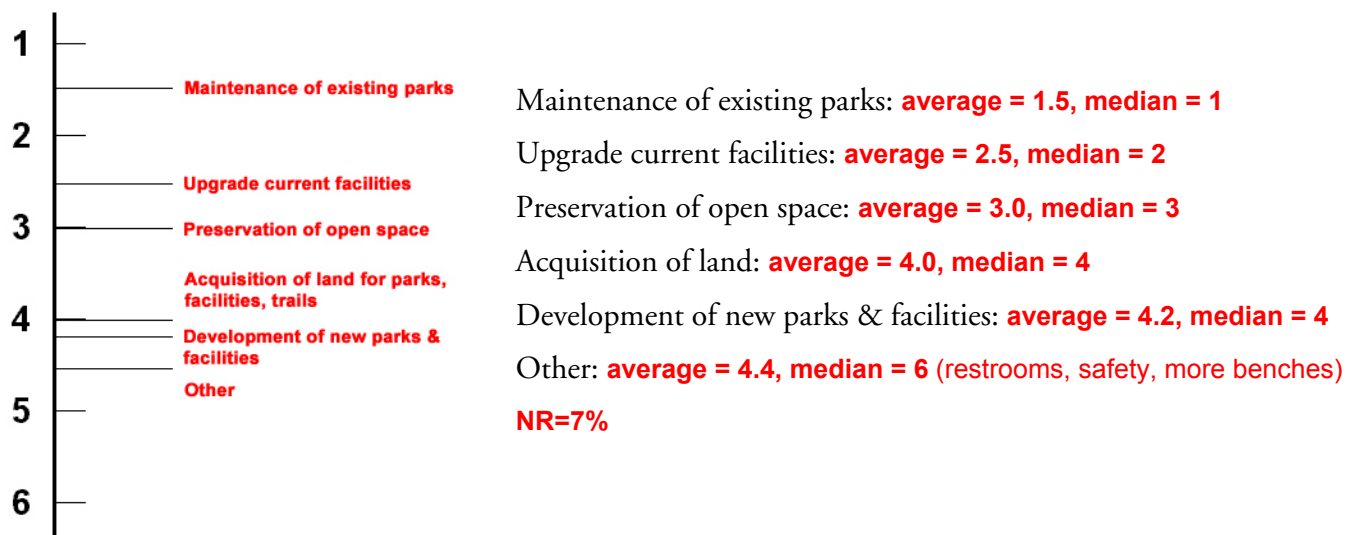 1
Maintenance of existing parks
2
Upgrade current facilities
3
Preservation of open space
Acquisition of land for parks,
facilities, trails
4
Development of new parks &
facilities
Other
5
6
Maintenance of existing parks: average = 1.5, median = 1
Upgrade current facilities: average = 2.5, median = 2
Preservation of open space: average = 3.0, median = 3
Acquisition of land: average = 4.0, median = 4
Development of new parks & facilities: average = 4.2, median = 4
Other: average = 4.4, median = 6 (restrooms, safety, more benches)
NR=7%